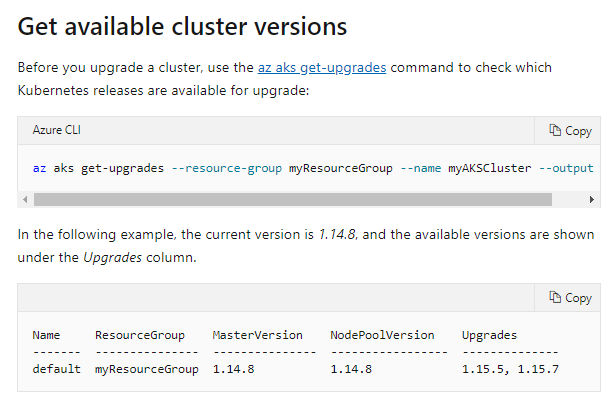 Get available cluster versions
Before you upgrade a cluster, use the az aks get-upgrades command to check which
Kubernetes releases are available for upgrade:
Azure CLI
Copy
az aks get-upgrades --resource-group myResourceGroup --name myAKSCluster --output
In the following example, the current version is 1.14.8, and the available versions are shown
under the Upgrades column.
Copy
Name ResourceGroup MasterVersion NodePoolVersion Upgrades
------- --------------- --------------- ----------------- --------------
default myResourceGroup 1.14.8 1.14.8 1.15.5, 1.15.7